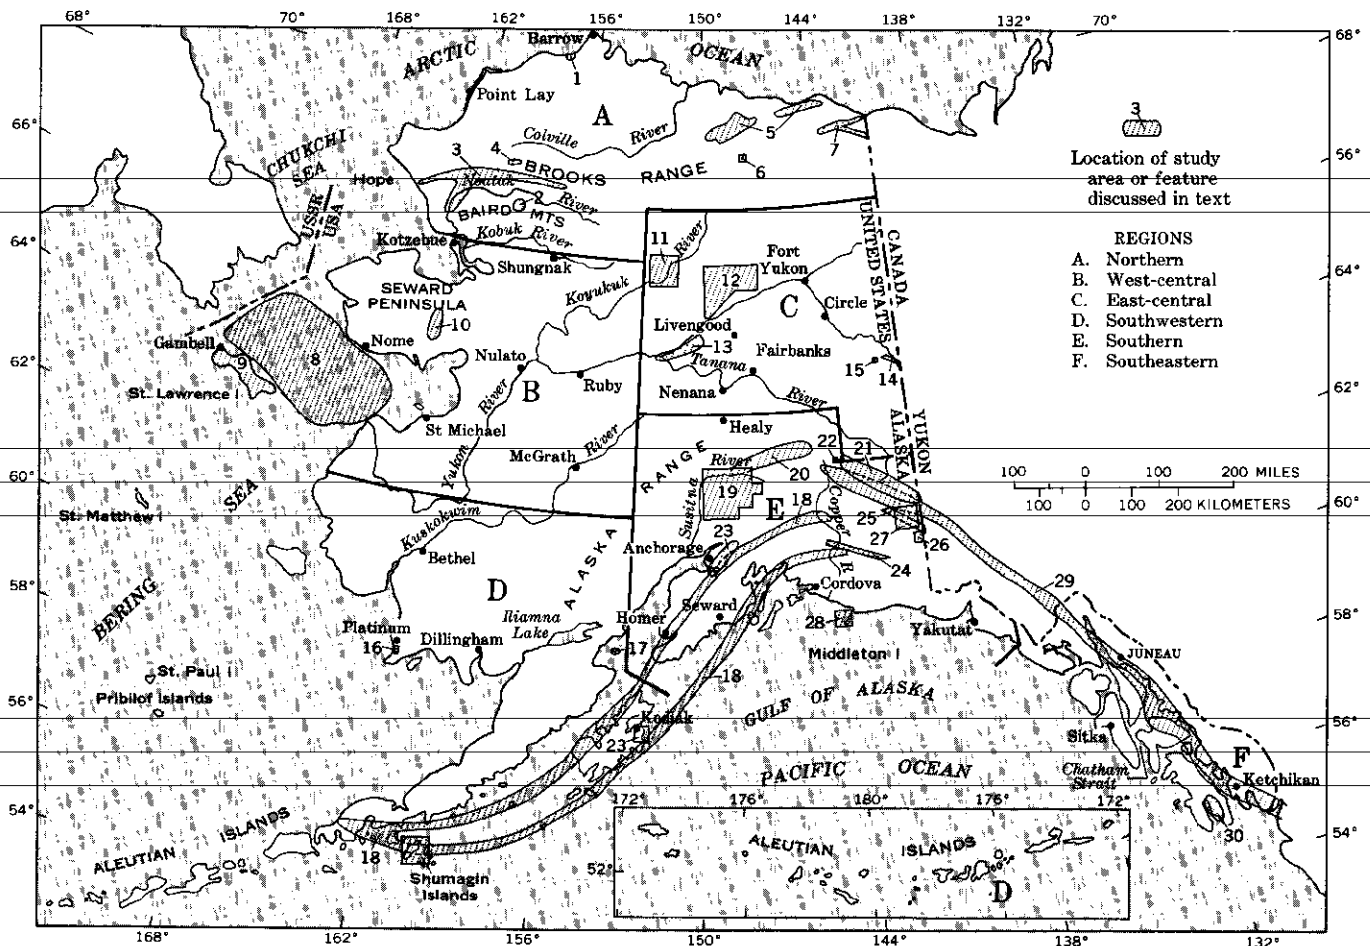 68° 70° 168° 162° 156° 150° 144° 138° 132° 70°
68°
Barrow
ARCTIC OCEAN
1
Point Lay
A
3
5
66°
Colville River
7
CHUKCHI SEA
4
3
BROOKS RANGE
6
66°
Location of study
area or feature
discussed in text
Hope
Noatak River
2
BAIRD MTS
USSR
USA
UNITED STATES
CANADA
REGIONS
A. Northern
B. West-central
C. East-central
D. Southwestern
E. Southern
F. Southeastern
64°
Kotzebue
Kobuk River
11
River
Shungnak
Fort
Yukon
64°
SEWARD
PENINSULA
Koyukuk
12
C
Circle
10
Livengood
Gambell
Nome
13
Fairbanks
8
9
Nulato
Tanana
15
14
62°
62°
St. Lawrence I
B
Ruby
Nenana
River
River
St Michael
Healy
YUKON
ALASKA
McGrath
River
22
21
Yukon
RANGE
River
20
60°
100 0 100 200 MILES
100 0 100 200 KILOMETERS
60°
SEA
19
18
E
Copper
St. Matthew I
Kuskokwim
Susitna
25
23
27
26
Bethel
Anchorage
ALASKA
24
29
58°
D
R
Cordova
58°
BERING
Iliamna
Lake
Seward
Homer
28
Yakutat
Platinum
Dillingham
16
17
Middleton I
JUNEAU
St. Paul I
18
Pribilof Islands
GULF OF ALASKA
56°
Kodiak
56°
23
Sitka
PACIFIC OCEAN
Chatham
Strait
F
Ketchikan
172° 176° 180° 176° 172°
54°
54°
ALEUTIAN ISLANDS
18
30
ALEUTIAN ISLANDS
52°
Shumagin
Islands
D
168° 162° 156° 150° 144° 138° 132°